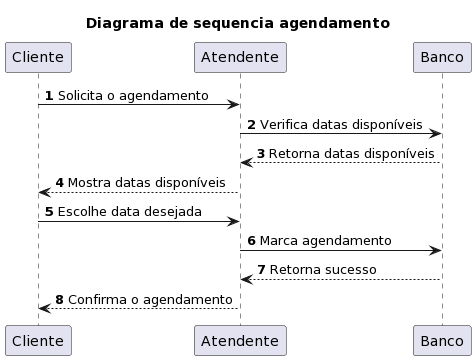 Diagrama de sequencia agendamento
Cliente Atendente Banco
1 Solicita o agendamento
2 Verifica datas disponíveis
3 Retorna datas disponíveis
4 Mostra datas disponíveis
5 Escolhe data desejada
6 Marca agendamento
7 Retorna sucesso
8 Confirma o agendamento
Cliente Atendente Banco